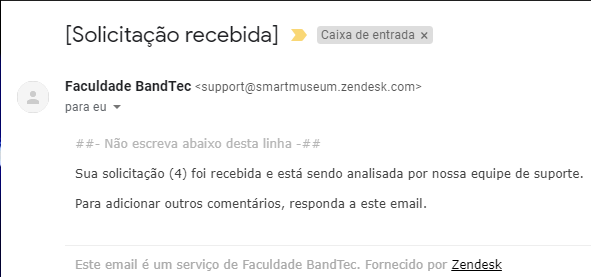 [Solicitação recebida] Caixa de entrada ×
Faculdade BandTec <support@smartmuseum.zendesk.com>
para eu
##- Não escreva abaixo desta linha -##
Sua solicitação (4) foi recebida e está sendo analisada por nossa equipe de suporte.
Para adicionar outros comentários, responda a este email.
Este email é um serviço de Faculdade BandTec. Fornecido por Zendesk